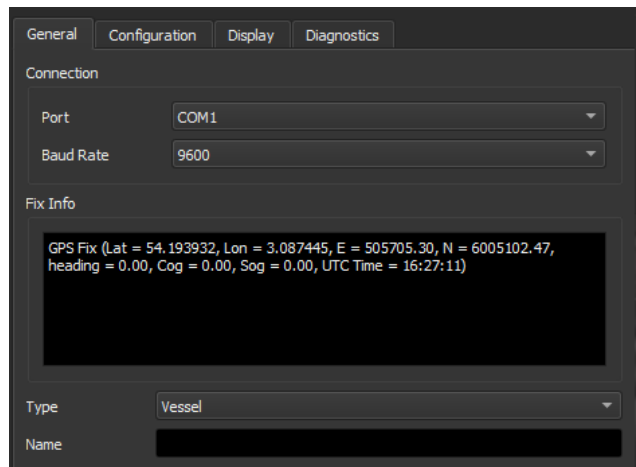 General Configuration Display Diagnostics
Connection
Port COM1
Baud Rate 9600
Fix Info
GPS Fix (Lat = 54.193932, Lon = 3.087445, E = 505705.30, N = 6005102.47,
heading = 0.00, Cog = 0.00, Sog = 0.00, UTC Time = 16:27:11)
Type Vessel
Name